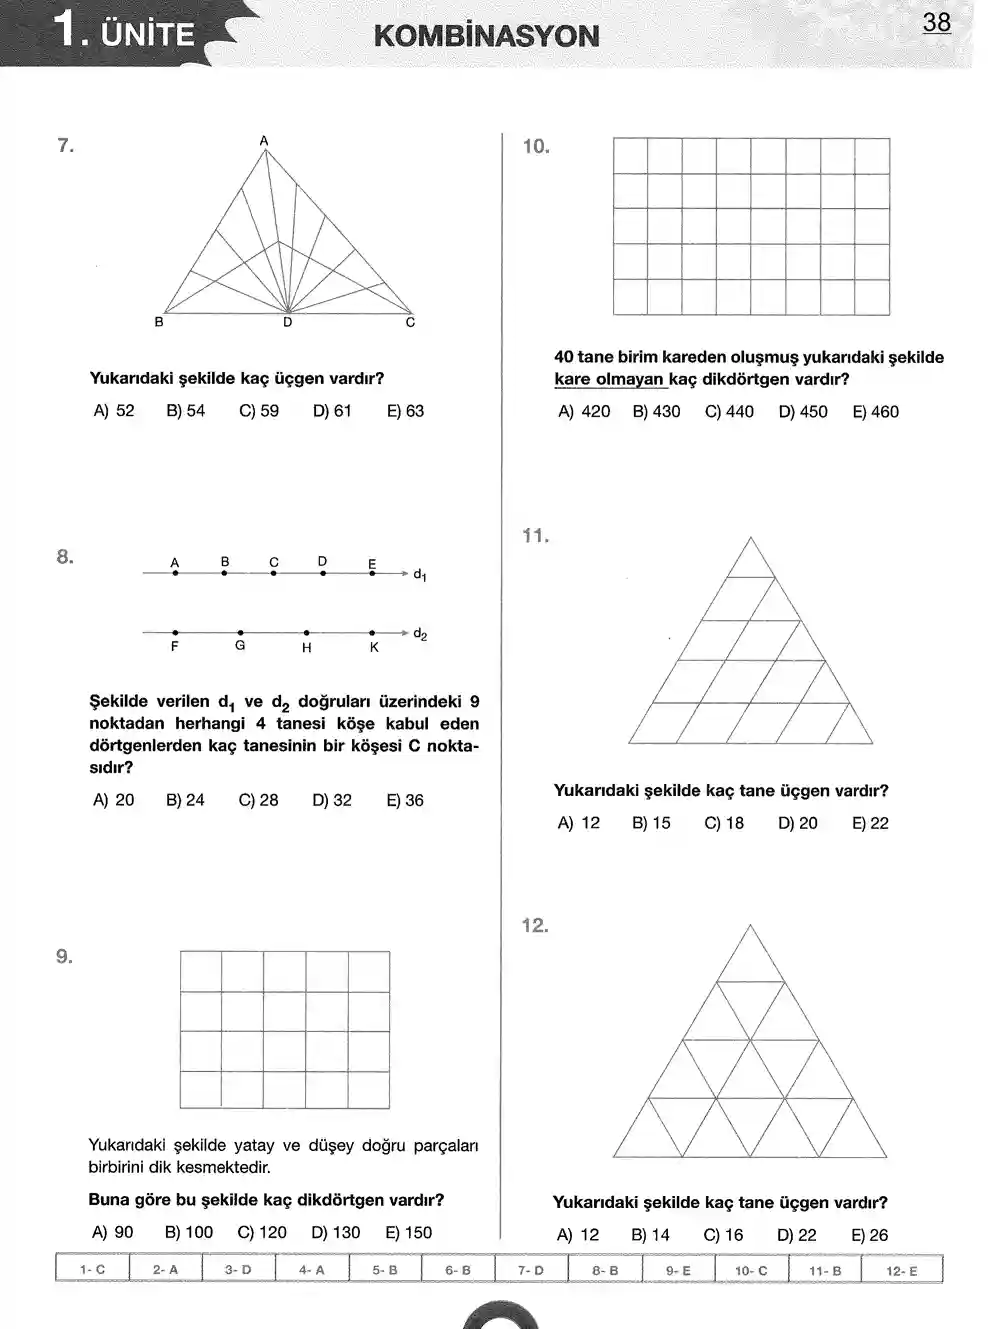 1. ÜNİTE
KOMBİNASYON
38
7.
A
B
D
C
Yukarıdaki şekilde kaç üçgen vardır?
A) 52 B) 54 C) 59 D) 61 E) 63
8.
A B C D E
d1
d2
F G H K
Şekilde verilen d1 ve d2 doğruları üzerindeki 9
noktadan herhangi 4 tanesi köşe kabul eden
dörtgenlerden kaç tanesinin bir köşesi C nokta-
sıdır?
A) 20 B) 24 C) 28 D) 32 E) 36
9.
Yukarıdaki şekilde yatay ve düşey doğru parçaları
birbirini dik kesmektedir.
Buna göre bu şekilde kaç dikdörtgen vardır?
A) 90 B) 100 C) 120 D) 130 E) 150
10.
40 tane birim kareden oluşmuş yukarıdaki şekilde
kare olmayan kaç dikdörtgen vardır?
A) 420 B) 430 C) 440 D) 450 E) 460
11.
Yukarıdaki şekilde kaç tane üçgen vardır?
A) 12 B) 15 C) 18 D) 20 E) 22
12.
Yukarıdaki şekilde kaç tane üçgen vardır?
A) 12 B) 14 C) 16 D) 22 E) 26
1- C 2- A 3- D 4- A 5- B 6- B 7- D 8- B 9- E 10- C 11- B 12- E